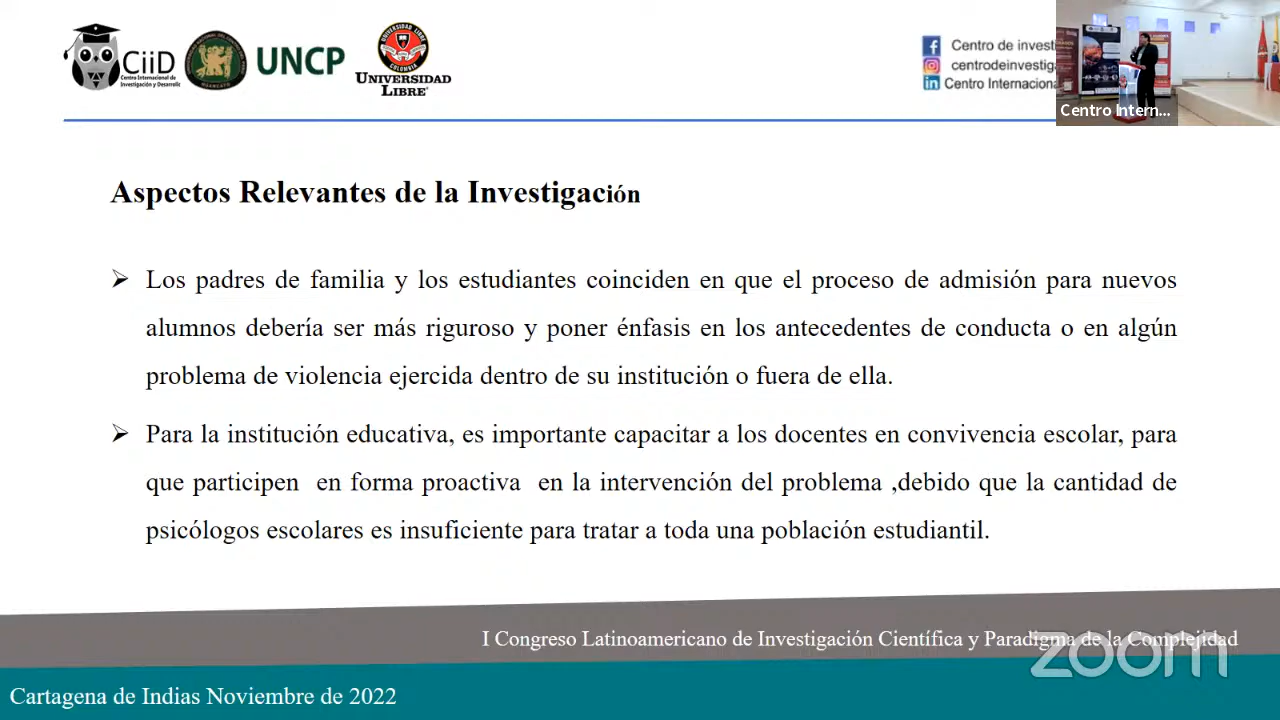 CiiD
Centro Internacional de
Investigación y Desarrollo
UNCP
UNIVERSIDAD LIBRE
COLOMBIA
UNIVERSIDAD
LIBRE
Centro de invest
centrodeinvestiga
Centro Internaciona
Centro Intern...
Aspectos Relevantes de la Investigación
➢ Los padres de familia y los estudiantes coinciden en que el proceso de admisión para nuevos
alumnos debería ser más riguroso y poner énfasis en los antecedentes de conducta o en algún
problema de violencia ejercida dentro de su institución o fuera de ella.
➢ Para la institución educativa, es importante capacitar a los docentes en convivencia escolar, para
que participen en forma proactiva en la intervención del problema ,debido que la cantidad de
psicólogos escolares es insuficiente para tratar a toda una población estudiantil.
I Congreso Latinoamericano de Investigación Científica y Paradigma de la Complejidad
zoom
Cartagena de Indias Noviembre de 2022